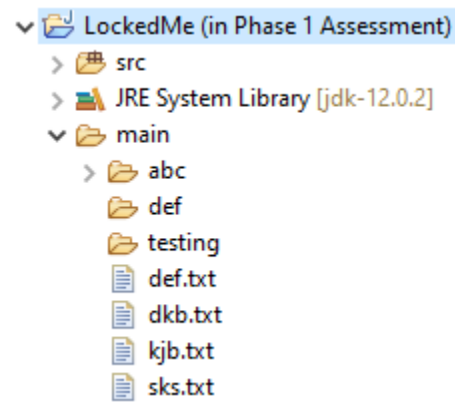 LockedMe (in Phase 1 Assessment)
src
JRE System Library [jdk-12.0.2]
main
abc
def
testing
def.txt
dkb.txt
kjb.txt
sks.txt